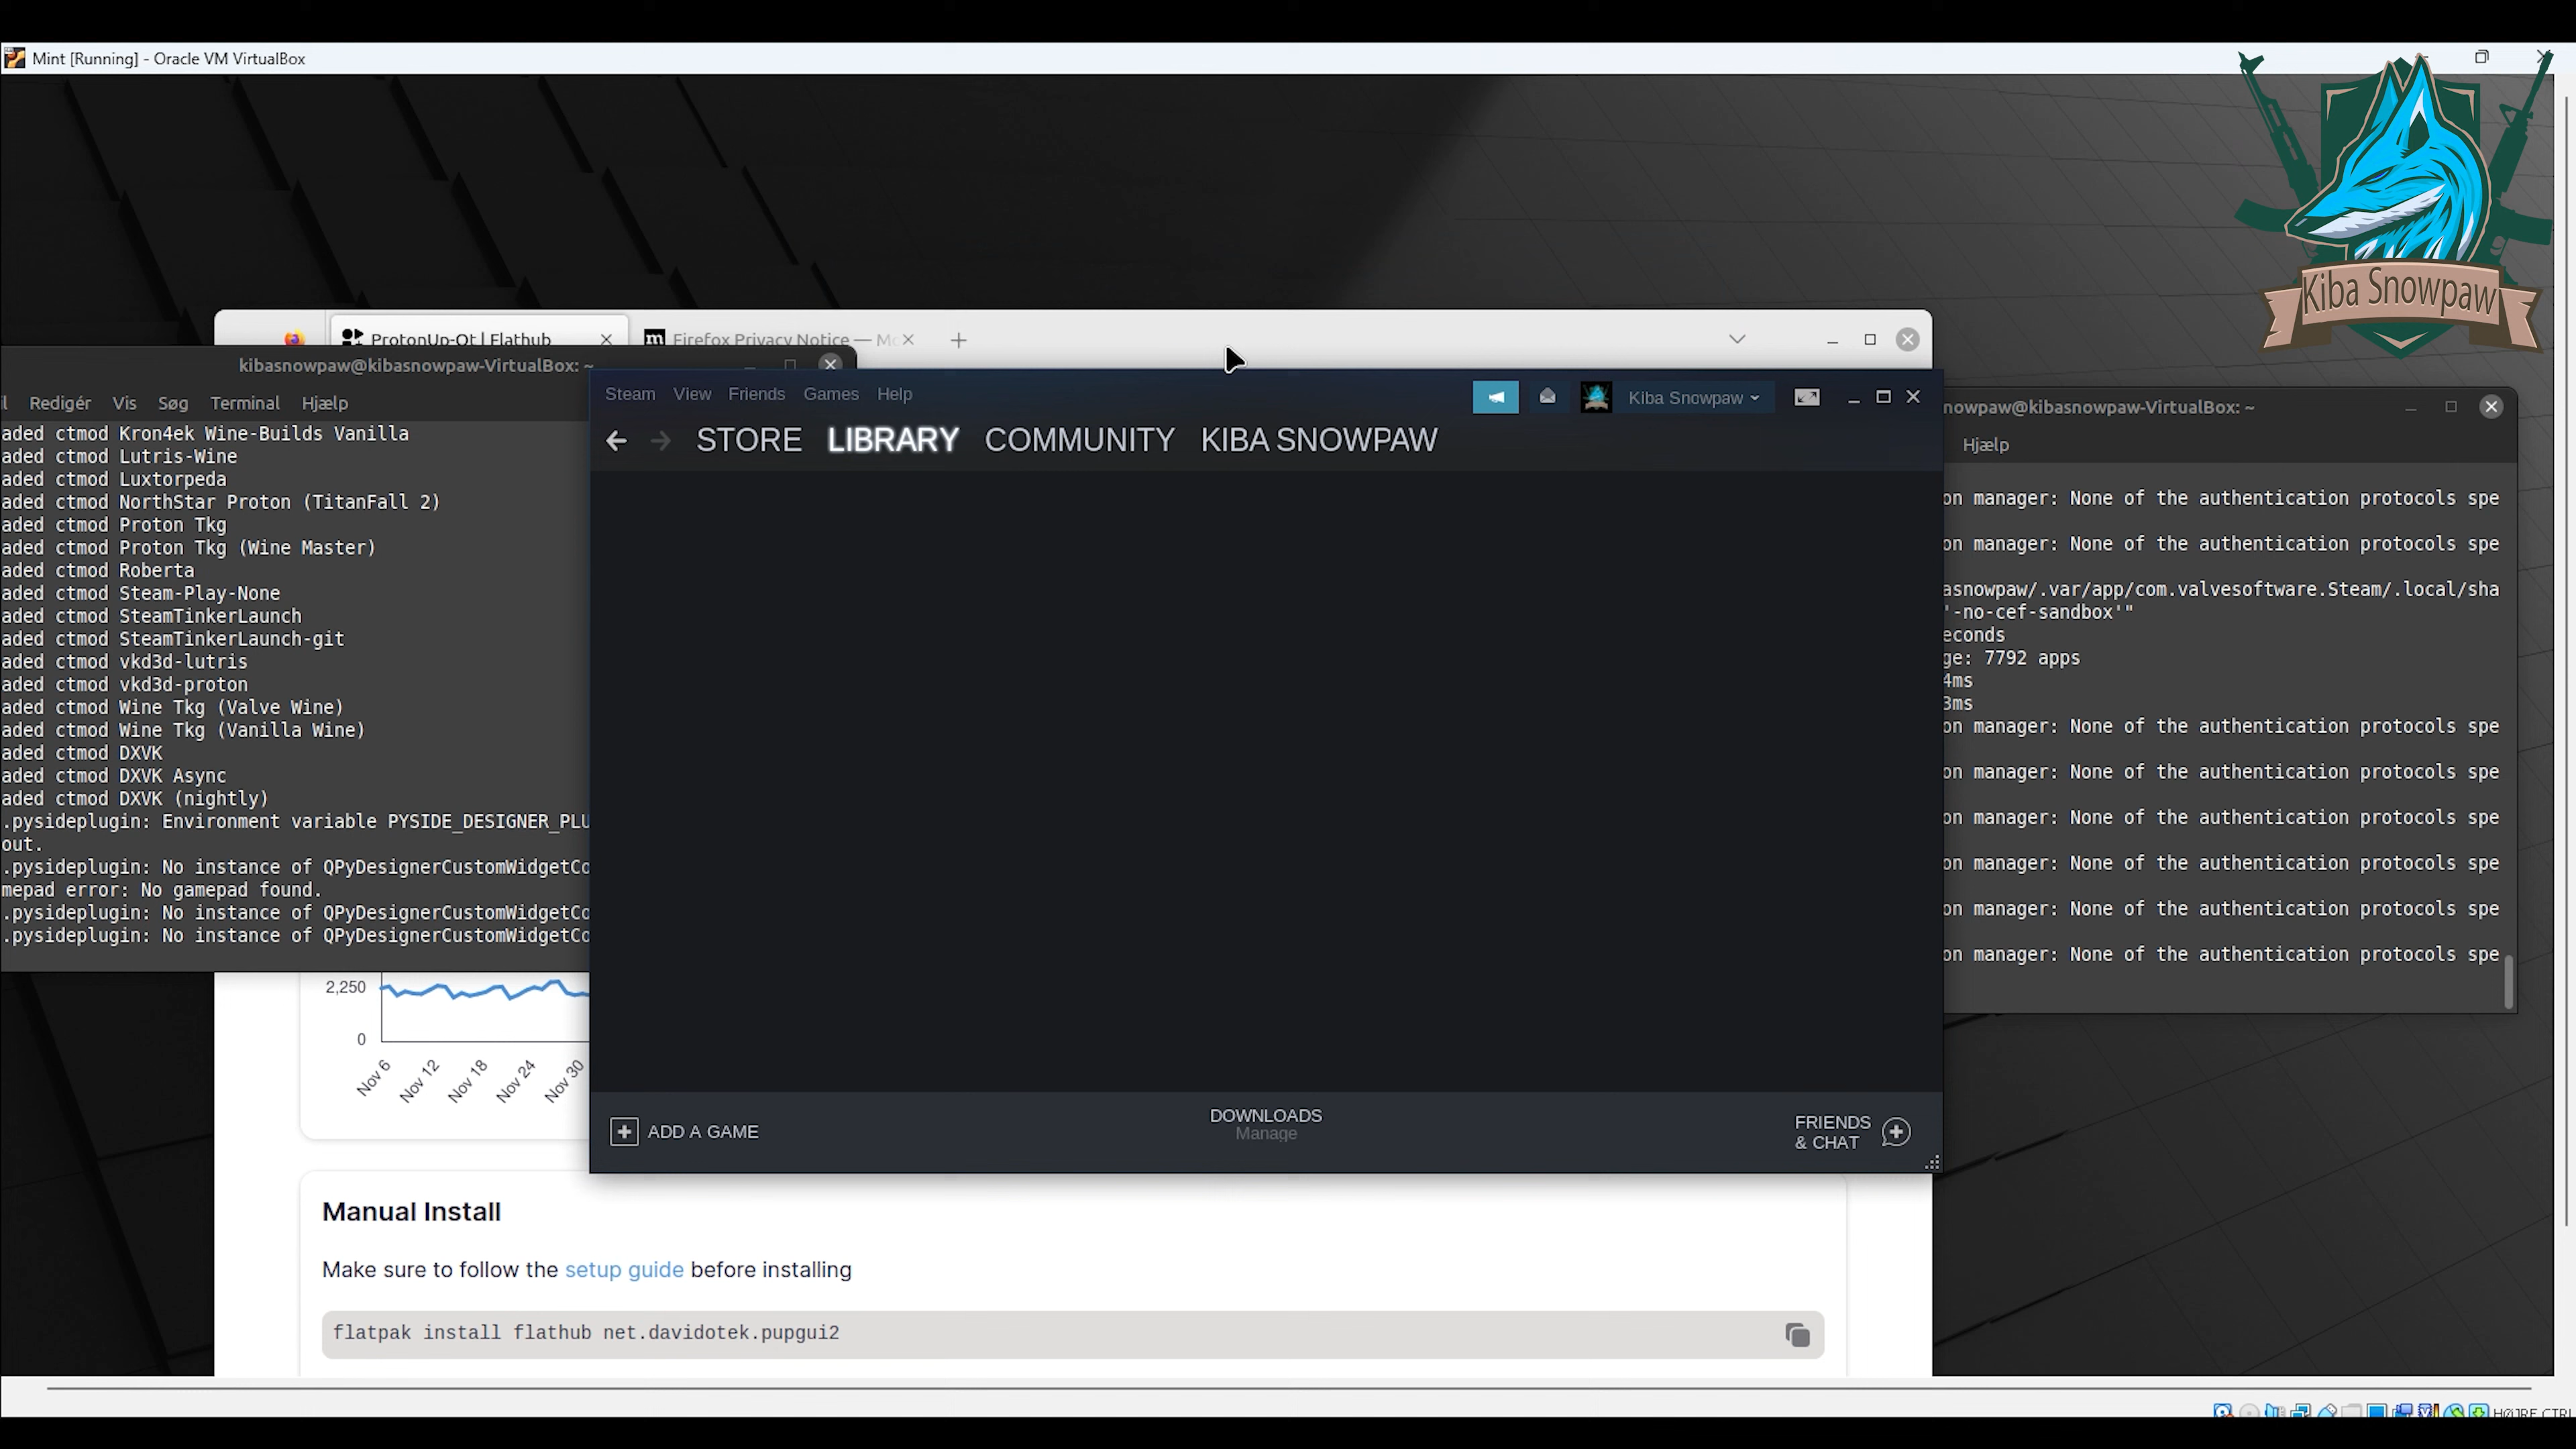 Mint [Running] - Oracle VM VirtualBox
Kiba Snowpaw
ProtonUp-Qt | Flathub
Firefox Privacy Notice — Mo
kibasnowpaw@kibasnowpaw-VirtualBox: ~
Redigér Vis Søg Terminal Hjælp
aded ctmod Kron4ek Wine-Builds Vanilla
aded ctmod Lutris-Wine
aded ctmod Luxtorpeda
aded ctmod NorthStar Proton (TitanFall 2)
aded ctmod Proton Tkg
aded ctmod Proton Tkg (Wine Master)
aded ctmod Roberta
aded ctmod Steam-Play-None
aded ctmod SteamTinkerLaunch
aded ctmod SteamTinkerLaunch-git
aded ctmod vkd3d-lutris
aded ctmod vkd3d-proton
aded ctmod Wine Tkg (Valve Wine)
aded ctmod Wine Tkg (Vanilla Wine)
aded ctmod DXVK
aded ctmod DXVK Async
aded ctmod DXVK (nightly)
.pysideplugin: Environment variable PYSIDE_DESIGNER_PLU
out.
.pysideplugin: No instance of QPyDesignerCustomWidgetCo
mepad error: No gamepad found.
.pysideplugin: No instance of QPyDesignerCustomWidgetCo
.pysideplugin: No instance of QPyDesignerCustomWidgetCo
Steam View Friends Games Help
Kiba Snowpaw
STORE LIBRARY COMMUNITY KIBA SNOWPAW
ADD A GAME
DOWNLOADS
Manage
FRIENDS
& CHAT
nowpaw@kibasnowpaw-VirtualBox: ~
Hjælp
on manager: None of the authentication protocols spe
on manager: None of the authentication protocols spe
asnowpaw/.var/app/com.valvesoftware.Steam/.local/sha
'-no-cef-sandbox'"
econds
ge: 7792 apps
4ms
3ms
on manager: None of the authentication protocols spe
on manager: None of the authentication protocols spe
on manager: None of the authentication protocols spe
on manager: None of the authentication protocols spe
on manager: None of the authentication protocols spe
on manager: None of the authentication protocols spe
2,250
0
Nov 6
Nov 12
Nov 18
Nov 24
Nov 30
Manual Install
Make sure to follow the setup guide before installing
flatpak install flathub net.davidotek.pupgui2
HØJRE CTRL